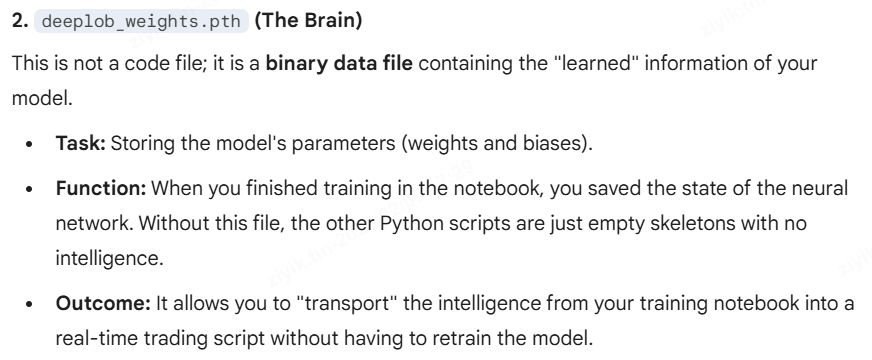 2. deeplob_weights.pth (The Brain)
This is not a code file; it is a binary data file containing the "learned" information of your
model.
• Task: Storing the model's parameters (weights and biases).
• Function: When you finished training in the notebook, you saved the state of the neural
network. Without this file, the other Python scripts are just empty skeletons with no
intelligence.
• Outcome: It allows you to "transport" the intelligence from your training notebook into a
real-time trading script without having to retrain the model.